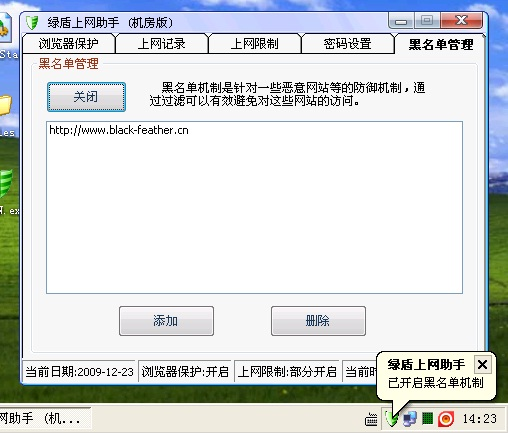 绿盾上网助手（机房版）
浏览器保护
上网记录
上网限制
密码设置
黑名单管理
黑名单管理
关闭
黑名单机制是针对一些恶意网站等的防御机制，通
过过滤可以有效避免对这些网站的访问。
http://www.black-feather.cn
添加
删除
当前日期:2009-12-23
浏览器保护:开启
上网限制:部分开启
当前时
绿盾上网助手
已开启黑名单机制
网助手（机...
14:23